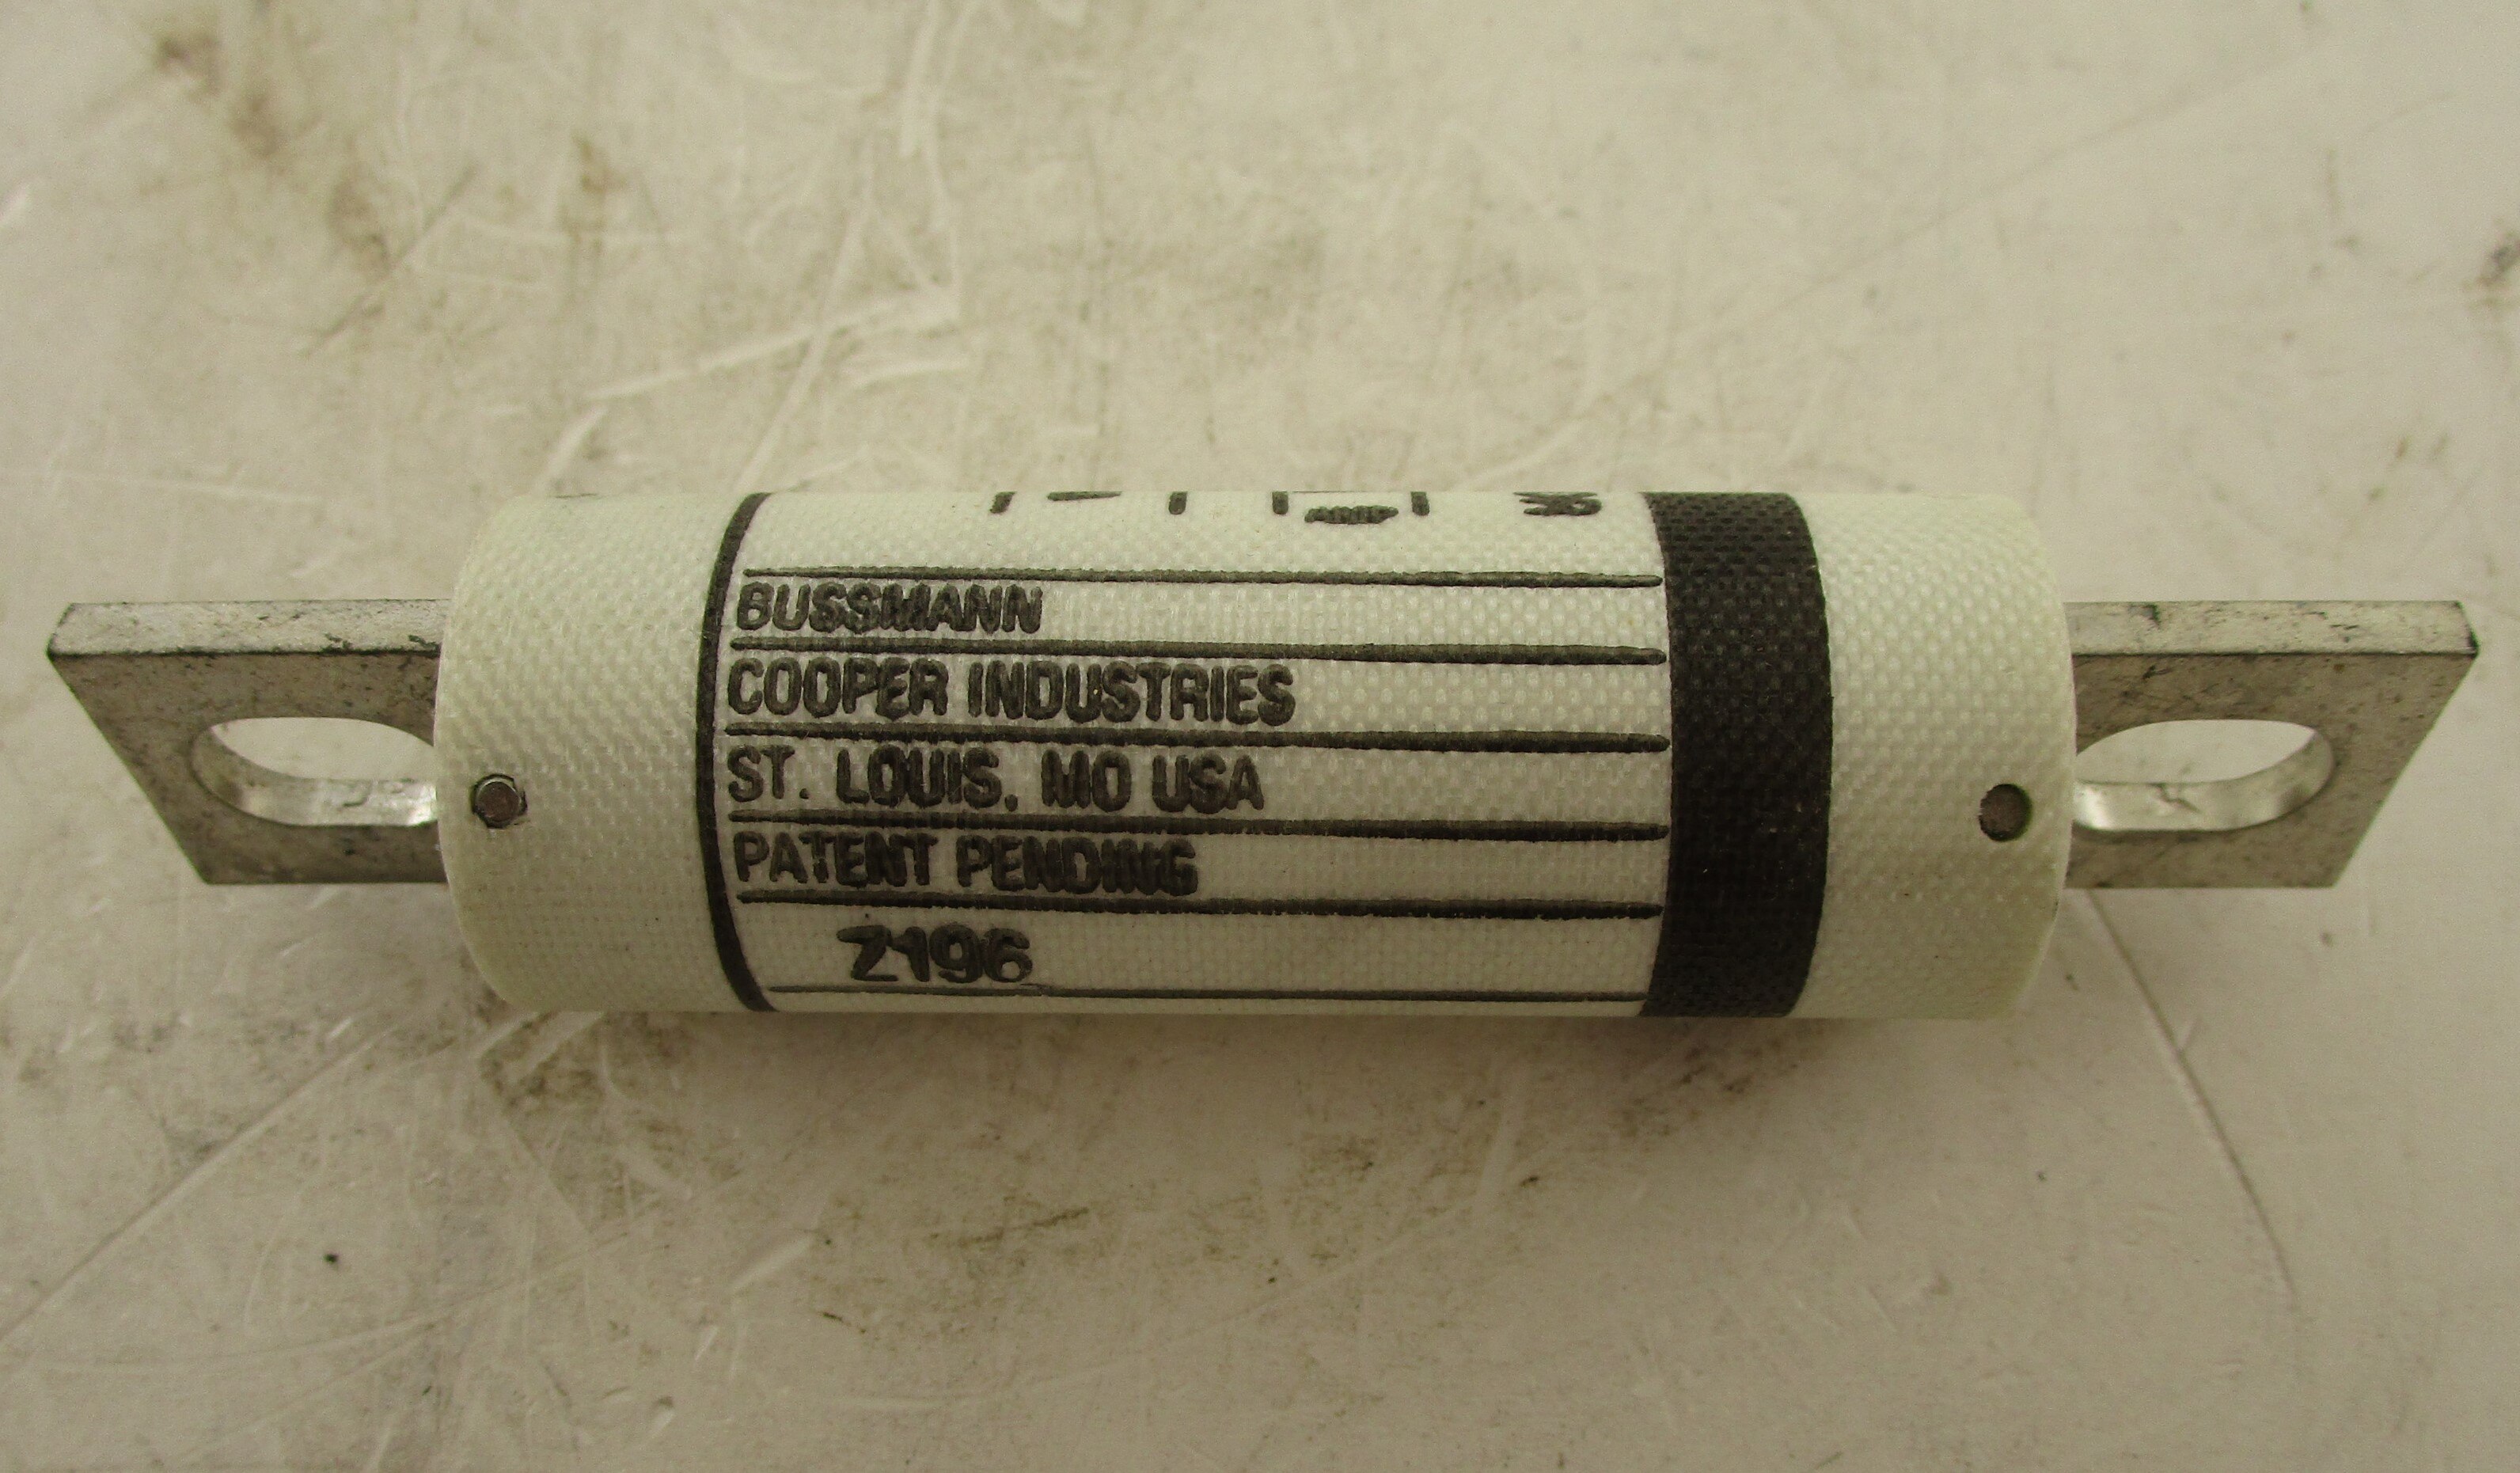 BUSSMANN
COOPER INDUSTRIES
ST. LOUIS, MO USA
PATENT PENDING
Z196